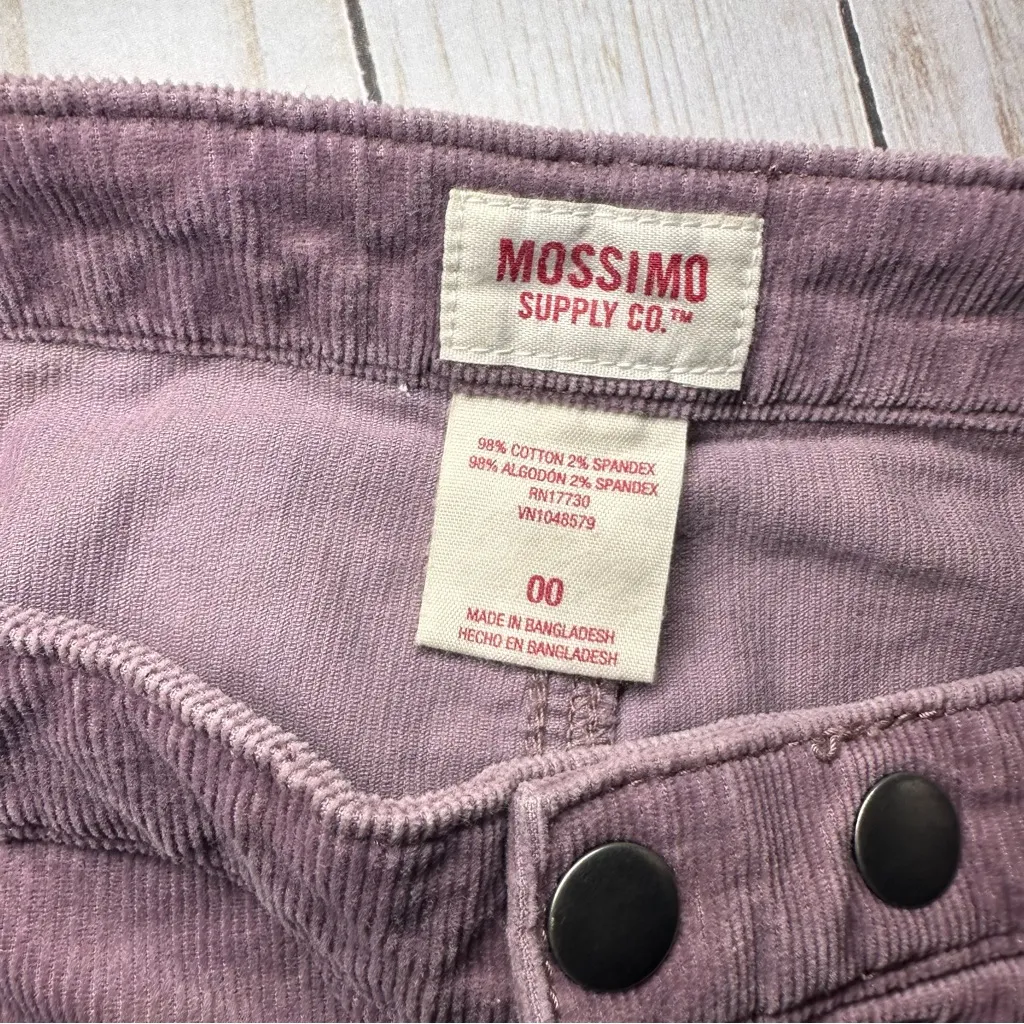 MOSSIMO
SUPPLY CO.™
98% COTTON 2% SPANDEX
98% ALGODÓN 2% SPANDEX
RN17730
VN1048579
00
MADE IN BANGLADESH
HECHO EN BANGLADESH